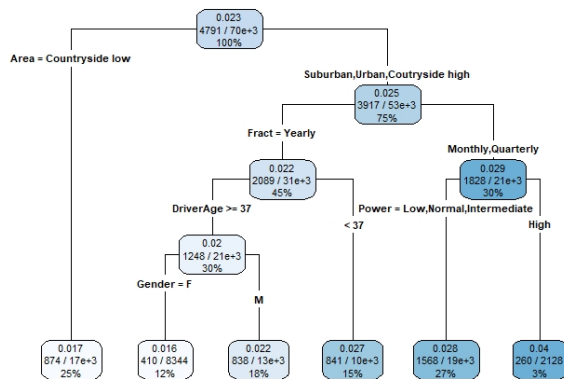 0.023
4791 / 70e+3
100%
Area = Countryside low
Suburban,Urban,Coutryside high
0.025
3917 / 53e+3
75%
Fract = Yearly
Monthly,Quarterly
0.022
2089 / 31e+3
45%
0.029
1828 / 21e+3
30%
DriverAge >= 37
< 37
Power = Low,Normal,Intermediate
High
0.02
1248 / 21e+3
30%
Gender = F
M
0.017
874 / 17e+3
25%
0.016
410 / 8344
12%
0.022
838 / 13e+3
18%
0.027
841 / 10e+3
15%
0.028
1568 / 19e+3
27%
0.04
260 / 2128
3%